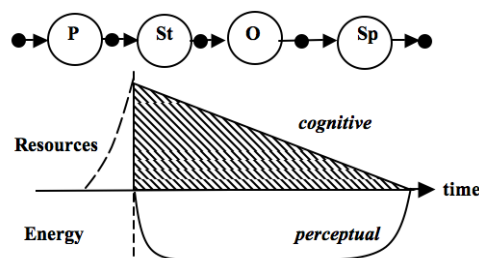 P St O Sp
cognitive
Resources
time
Energy
perceptual